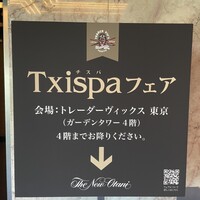 チスパ
Txispaフェア
会場：トレーダーヴィックス 東京
（ガーデンタワー4階）
4階までお降りください。
The New Otani